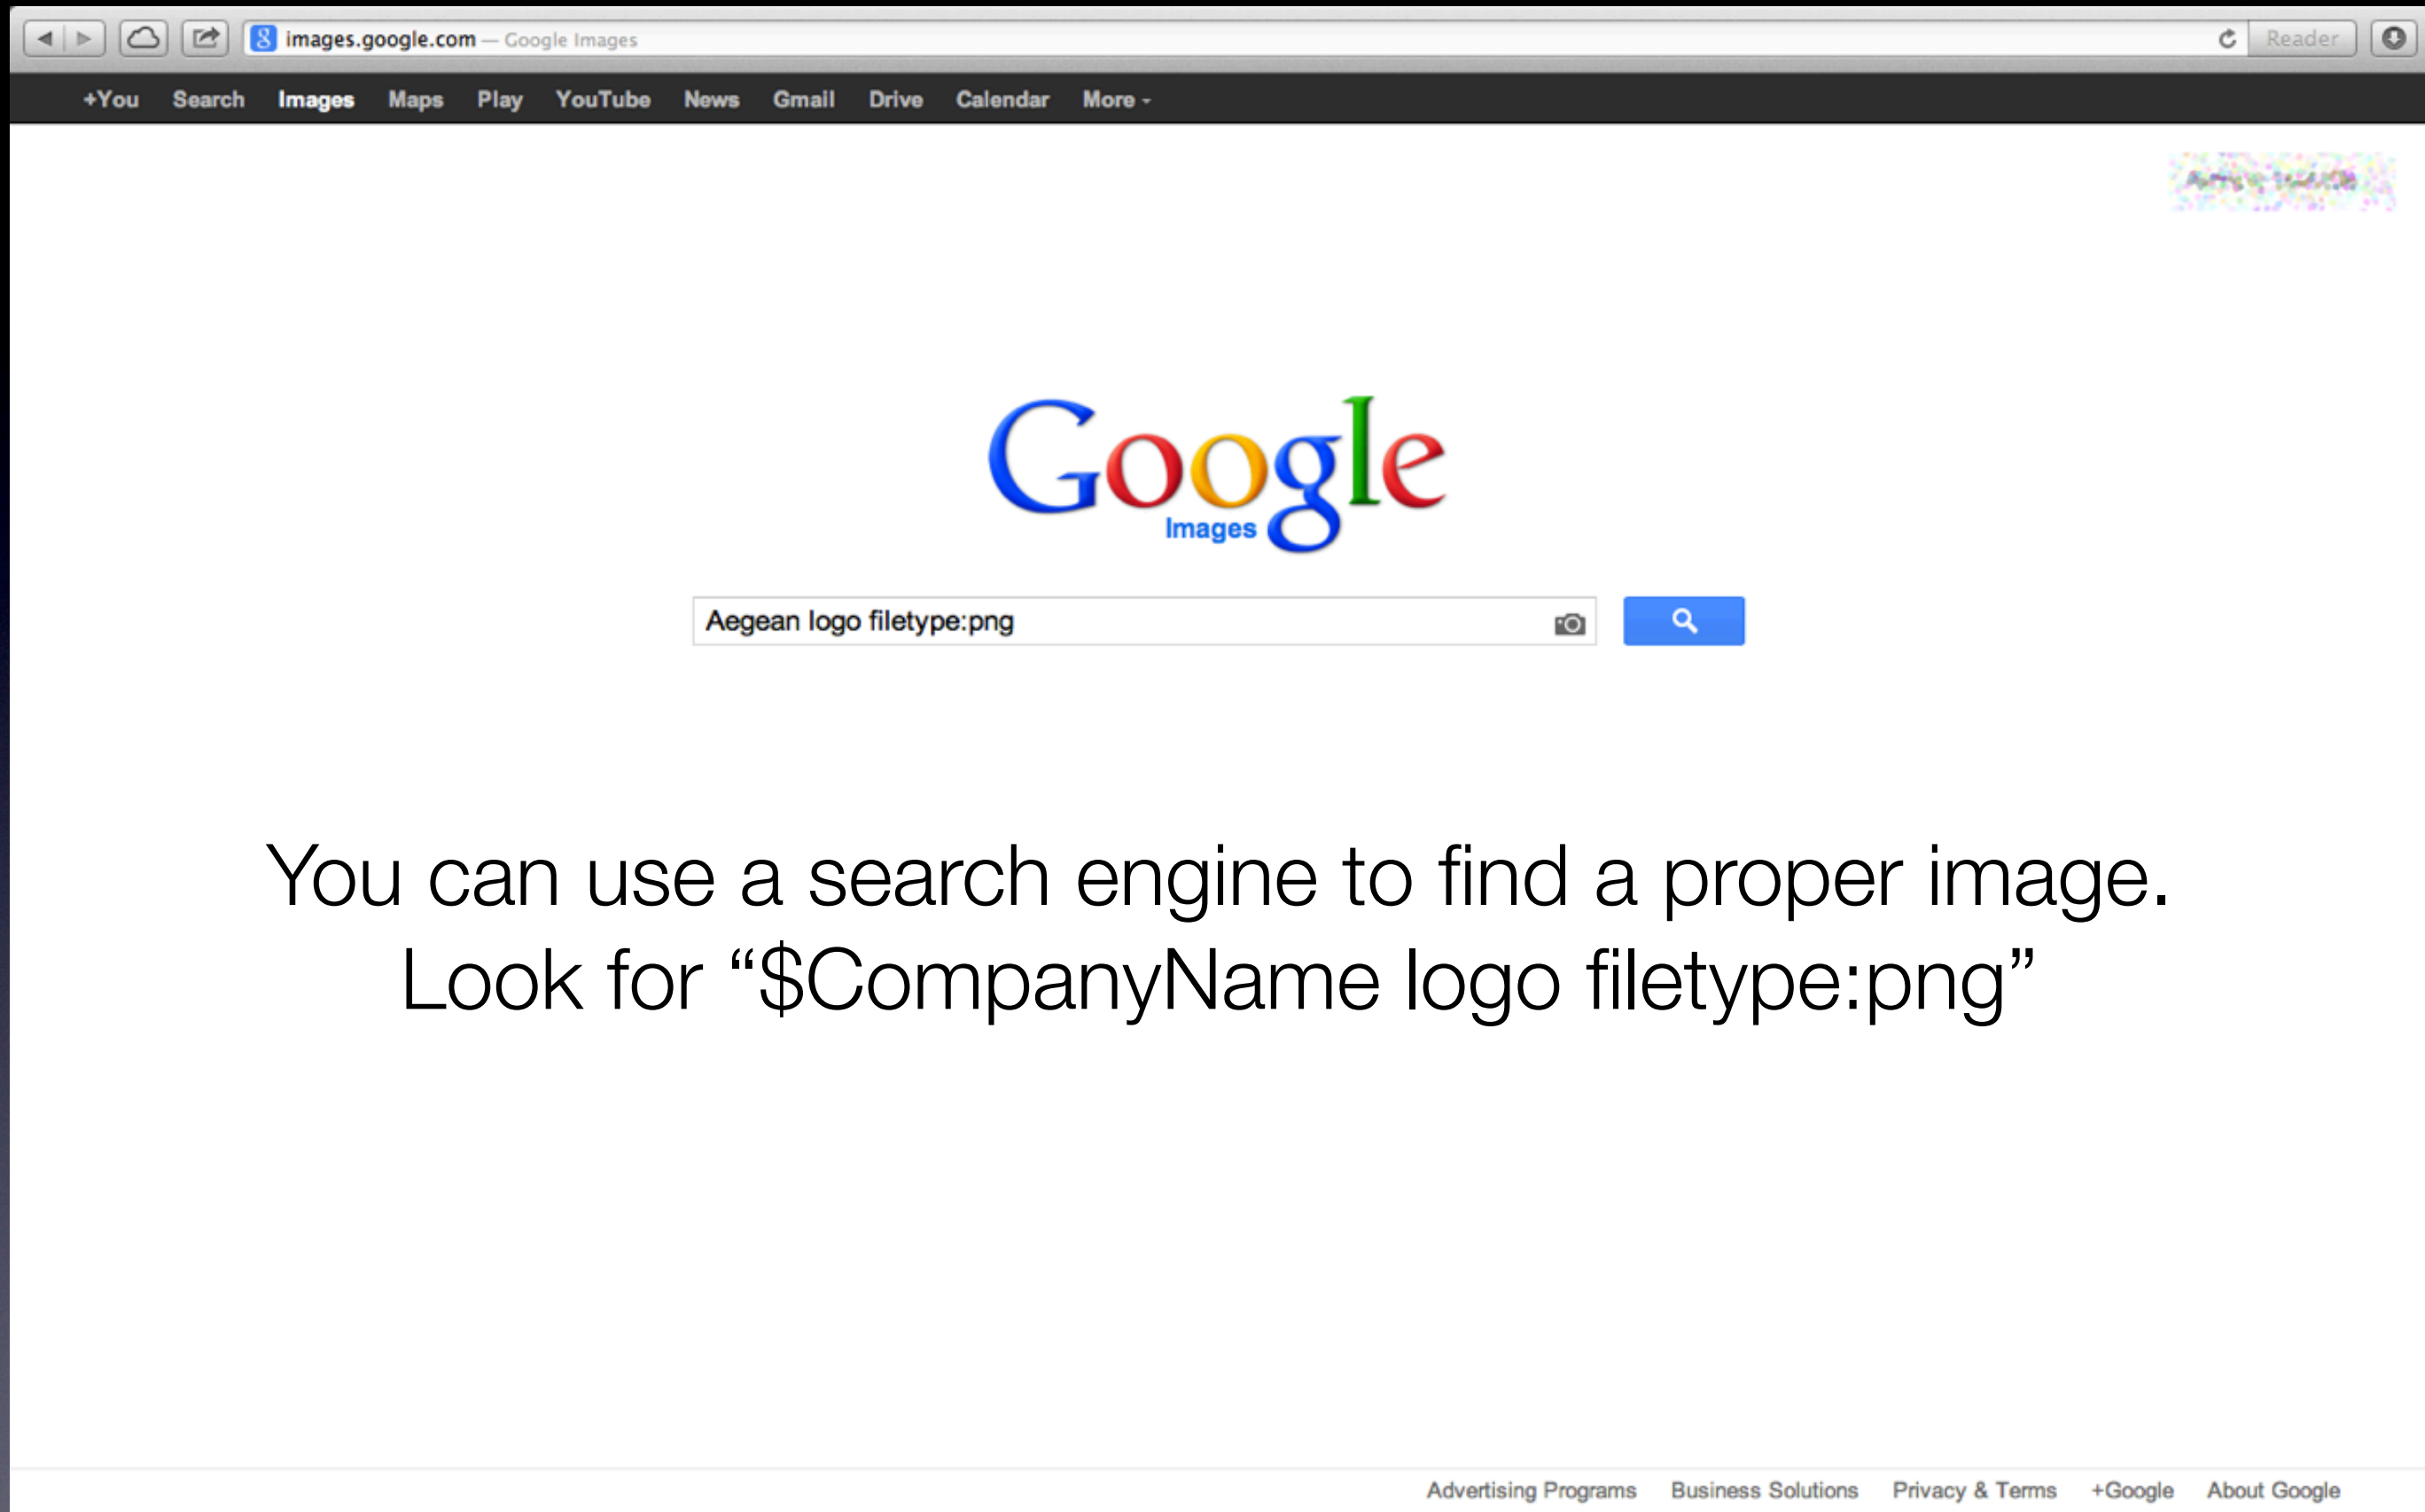 images.google.com — Google Images
Reader
+You Search Images Maps Play YouTube News Gmail Drive Calendar More
Google
Images
Aegean logo filetype:png
You can use a search engine to find a proper image.
Look for “$CompanyName logo filetype:png”
Advertising Programs Business Solutions Privacy & Terms +Google About Google